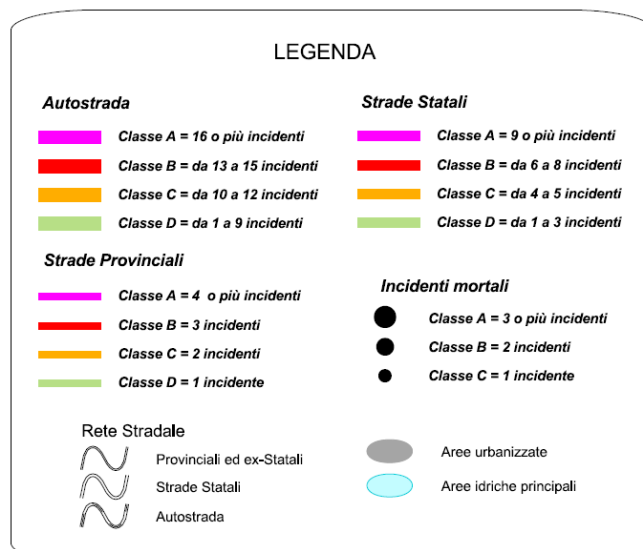 LEGENDA
Autostrada
Classe A = 16 o più incidenti
Classe B = da 13 a 15 incidenti
Classe C = da 10 a 12 incidenti
Classe D = da 1 a 9 incidenti
Strade Statali
Classe A = 9 o più incidenti
Classe B = da 6 a 8 incidenti
Classe C = da 4 a 5 incidenti
Classe D = da 1 a 3 incidenti
Strade Provinciali
Classe A = 4 o più incidenti
Classe B = 3 incidenti
Classe C = 2 incidenti
Classe D = 1 incidente
Incidenti mortali
Classe A = 3 o più incidenti
Classe B = 2 incidenti
Classe C = 1 incidente
Rete Stradale
Provinciali ed ex-Statali
Strade Statali
Autostrada
Aree urbanizzate
Aree idriche principali